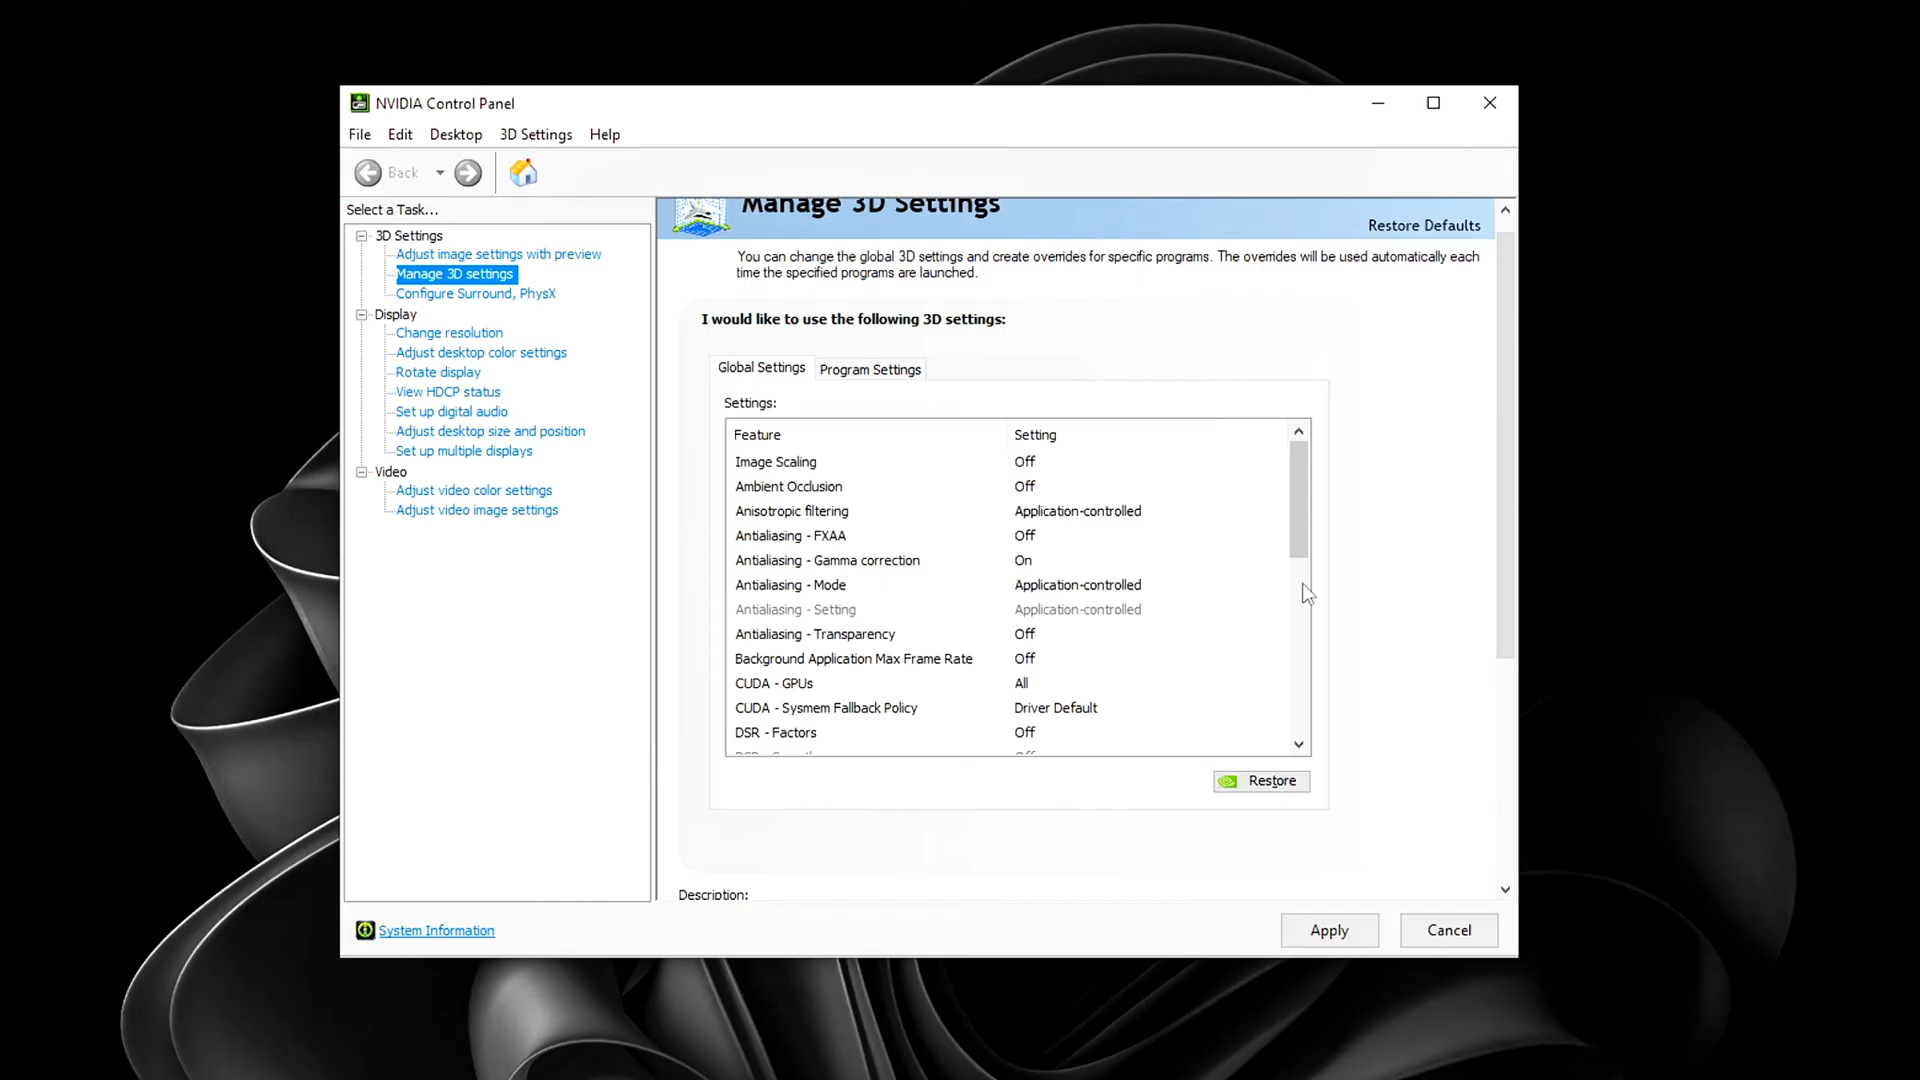 NVIDIA Control Panel
File Edit Desktop 3D Settings Help
Back
Select a Task...
3D Settings
Adjust image settings with preview
Manage 3D settings
Configure Surround, PhysX
Display
Change resolution
Adjust desktop color settings
Rotate display
View HDCP status
Set up digital audio
Adjust desktop size and position
Set up multiple displays
Video
Adjust video color settings
Adjust video image settings
System Information
Manage 3D Settings
Restore Defaults
You can change the global 3D settings and create overrides for specific programs. The overrides will be used automatically each
time the specified programs are launched.
I would like to use the following 3D settings:
Global Settings Program Settings
Settings:
Feature Setting
Image Scaling Off
Ambient Occlusion Off
Anisotropic filtering Application-controlled
Antialiasing - FXAA Off
Antialiasing - Gamma correction On
Antialiasing - Mode Application-controlled
Antialiasing - Setting Application-controlled
Antialiasing - Transparency Off
Background Application Max Frame Rate Off
CUDA - GPUs All
CUDA - Sysmem Fallback Policy Driver Default
DSR - Factors Off
Restore
Description:
Apply Cancel